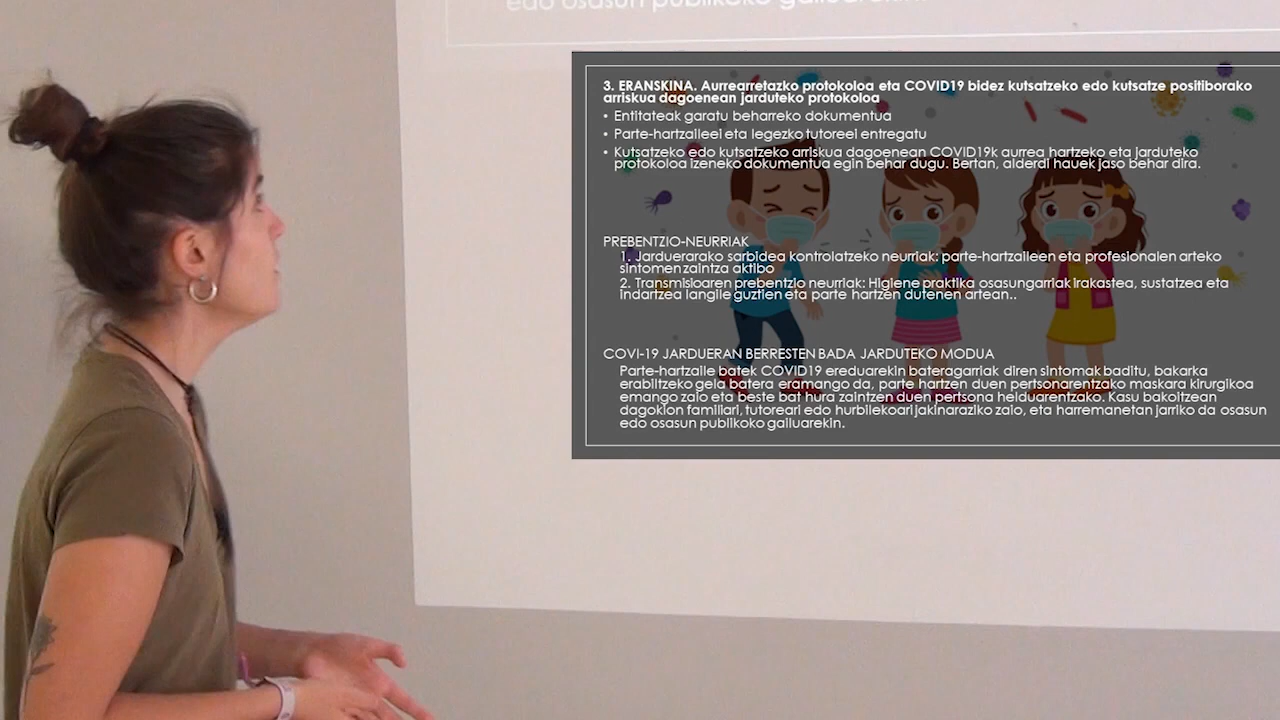 edo osasun publikoko gailuarekin.
3. ERANSKINA. Aurrearretazko protokoloa eta COVID19 bidez kutsatzeko edo kutsatze positiborako
arriskua dagoenean jarduteko protokoloa
• Entitateak garatu beharreko dokumentua
• Parte-hartzaileei eta legezko tutoreei entregatu
• Kutsatzeko edo kutsatzeko arriskua dagoenean COVID19k aurrea hartzeko eta jarduteko
protokoloa izeneko dokumentua egin behar dugu. Bertan, alderdi hauek jaso behar dira.
PREBENTZIO-NEURRIAK
1. Jarduerarako sarbidea kontrolatzeko neurriak: parte-hartzaileen eta profesionalen arteko
sintomen zaintza aktibo
2. Transmisioaren prebentzio neurriak: Higiene praktika osasungarriak irakastea, sustatzea eta
indartzea langile guztien eta parte hartzen dutenen artean..
COVI-19 JARDUERAN BERRESTEN BADA JARDUTEKO MODUA
Parte-hartzaile batek COVID19 ereduarekin bateragarriak diren sintomak baditu, bakarka
erabiltzeko gela batera eramango da, parte hartzen duen pertsonarentzako maskara kirurgikoa
emango zaio eta beste bat hura zaintzen duen pertsona helduarentzako. Kasu bakoitzean
dagokion familiari, tutoreari edo hurbilekoari jakinaraziko zaio, eta harremanetan jarriko da osasun
edo osasun publikoko gailuarekin.